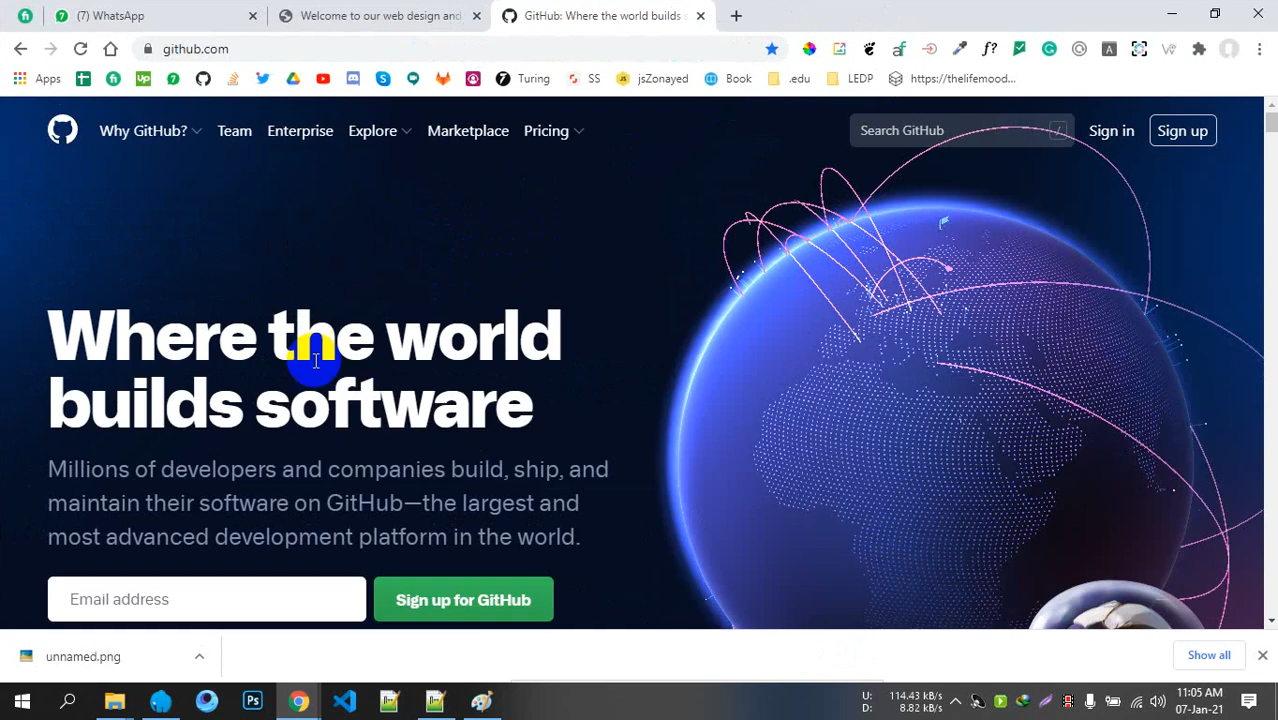 (7) WhatsApp
Welcome to our web design and
GitHub: Where the world builds s
github.com
Apps
Turing
SS
jsZonayed
Book
.edu
LEDP
https://thelifemood...
Why GitHub?
Team
Enterprise
Explore
Marketplace
Pricing
Search GitHub
/
Sign in
Sign up
Where the world
builds software
Millions of developers and companies build, ship, and
maintain their software on GitHub—the largest and
most advanced development platform in the world.
Email address
Sign up for GitHub
unnamed.png
Show all
Ps
U: 114.43 kB/s
D: 8.82 kB/s
11:05 AM
07-Jan-21